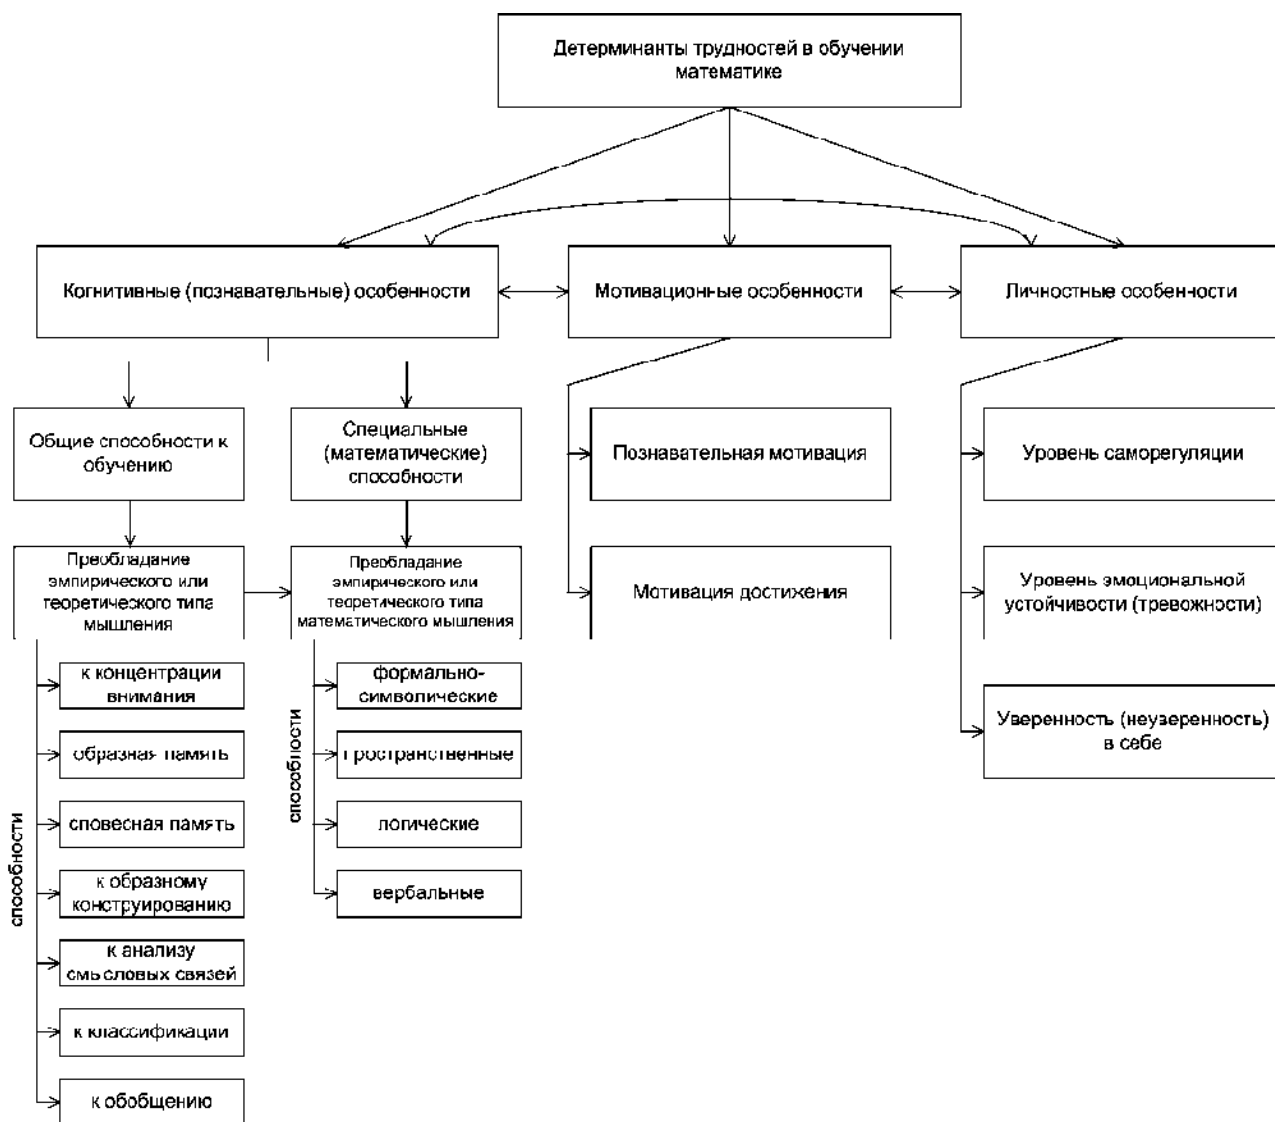 Детерминанты трудностей в обучении
математике
Когнитивные (познавательные) особенности
Мотивационные особенности
Личностные особенности
Общие способности к
обучению
Специальные
(математические)
способности
Познавательная мотивация
Уровень саморегуляции
Преобладание
эмпирического или
теоретического типа
мышления
Преобладание
эмпирического или
теоретического типа
математического мышления
Мотивация достижения
Уровень эмоциональной
устойчивости (тревожности)
способности
к концентрации
внимания
образная память
словесная память
к образному
конструированию
к анализу
смысловых связей
к классификации
к обобщению
способности
формально-
символические
пространственные
логические
вербальные
Уверенность (неуверенность)
в себе